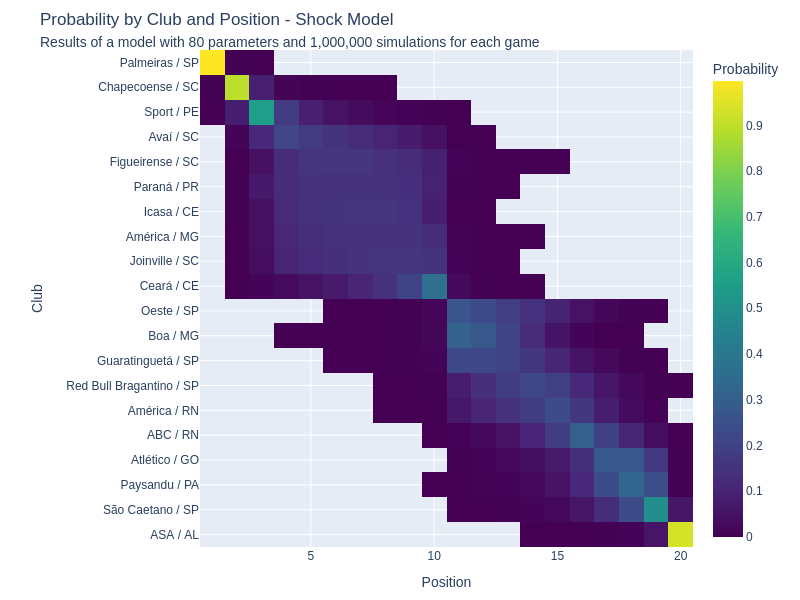 Probability by Club and Position - Shock Model
Results of a model with 80 parameters and 1,000,000 simulations for each game
Probability
Palmeiras / SP
Chapecoense / SC
Sport / PE
Avaí / SC
Figueirense / SC
Paraná / PR
Icasa / CE
América / MG
Joinville / SC
Ceará / CE
Oeste / SP
Boa / MG
Guaratinguetá / SP
Red Bull Bragantino / SP
América / RN
ABC / RN
Atlético / GO
Paysandu / PA
São Caetano / SP
ASA / AL
Club
5
10
15
20
Position
0.9
0.8
0.7
0.6
0.5
0.4
0.3
0.2
0.1
0